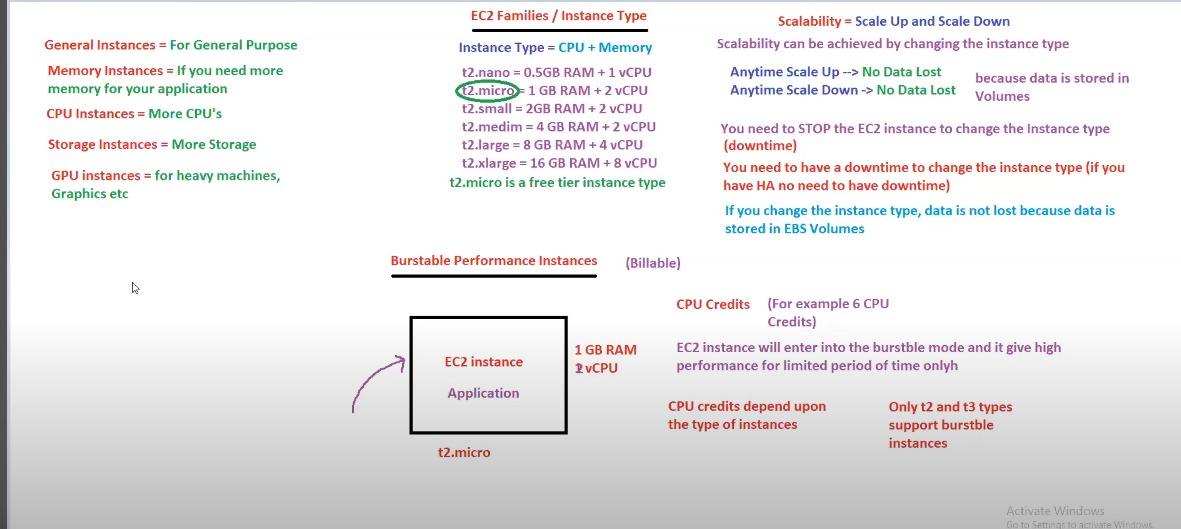 EC2 Families / Instance Type
General Instances = For General Purpose
Memory Instances = If you need more
memory for your application
CPU Instances = More CPU's
Storage Instances = More Storage
GPU instances = for heavy machines,
Graphics etc
Instance Type = CPU + Memory
t2.nano = 0.5GB RAM + 1 vCPU
t2.micro = 1 GB RAM + 2 vCPU
t2.small = 2GB RAM + 2 vCPU
t2.medim = 4 GB RAM + 2 vCPU
t2.large = 8 GB RAM + 4 vCPU
t2.xlarge = 16 GB RAM + 8 vCPU
t2.micro is a free tier instance type
Scalability = Scale Up and Scale Down
Scalability can be achieved by changing the instance type
Anytime Scale Up --> No Data Lost
Anytime Scale Down -> No Data Lost
because data is stored in
Volumes
You need to STOP the EC2 instance to change the Instance type
(downtime)
You need to have a downtime to change the instance type (if you
have HA no need to have downtime)
If you change the instance type, data is not lost because data is
stored in EBS Volumes
Burstable Performance Instances (Billable)
EC2 instance
Application
t2.micro
1 GB RAM
vCPU
CPU Credits (For example 6 CPU
Credits)
EC2 instance will enter into the burstble mode and it give high
performance for limited period of time onlyh
CPU credits depend upon
the type of instances
Only t2 and t3 types
support burstble
instances
Activate Windows
Go to Settings to activate Windows.